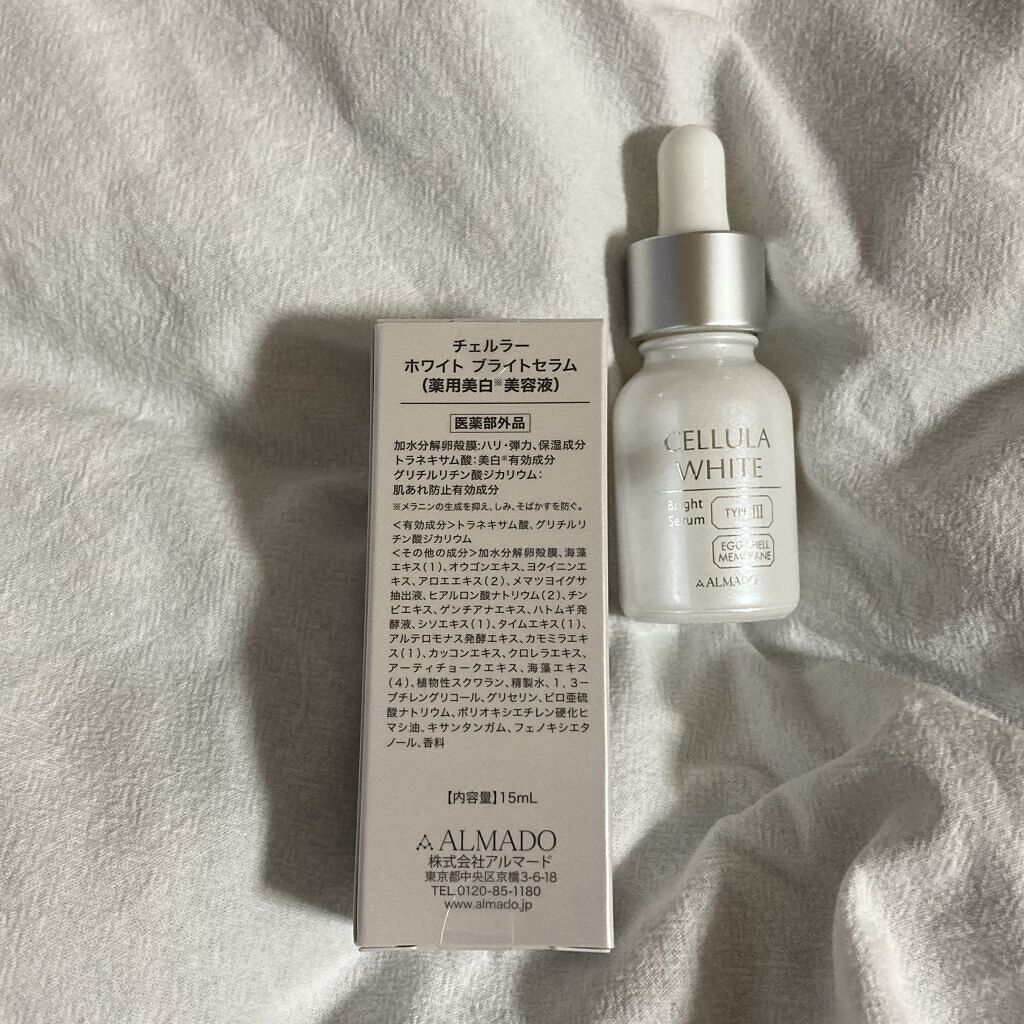 チェルラー
ホワイト ブライトセラム
(薬用美白※美容液)
医薬部外品
加水分解卵殻膜:ハリ・弾力、保湿成分
トラネキサム酸:美白※有効成分
グリチルリチン酸ジカリウム:
肌あれ防止有効成分
※メラニンの生成を抑え、しみ、そばかすを防ぐ。
<有効成分>トラネキサム酸、グリチルリ
チン酸ジカリウム
<その他の成分>加水分解卵殻膜、海藻
エキス(1)、オウゴンエキス、ヨクイニンエ
キス、アロエエキス(2)、メマツヨイグサ
抽出液、ヒアルロン酸ナトリウム(2)、チン
ピエキス、ゲンチアナエキス、ハトムギ発
酵液、シソエキス(1)、タイムエキス(1)、
アルテロモナス発酵エキス、カモミラエキ
ス(1)、カッコンエキス、クロレラエキス、
アーティチョークエキス、海藻エキス
(4)、植物性スクワラン、精製水、1,3-
ブチレングリコール、グリセリン、ピロ亜硫
酸ナトリウム、ポリオキシエチレン硬化ヒ
マシ油、キサンタンガム、フェノキシエタ
ノール、香料
【内容量】15mL
ALMADO
株式会社アルマード
東京都中央区京橋3-6-18
TEL.0120-85-1180
www.almado.jp
CELLULA
WHITE
Bright
Serum
TYPE III
EGG SHELL
MEMBRANE
ALMADO